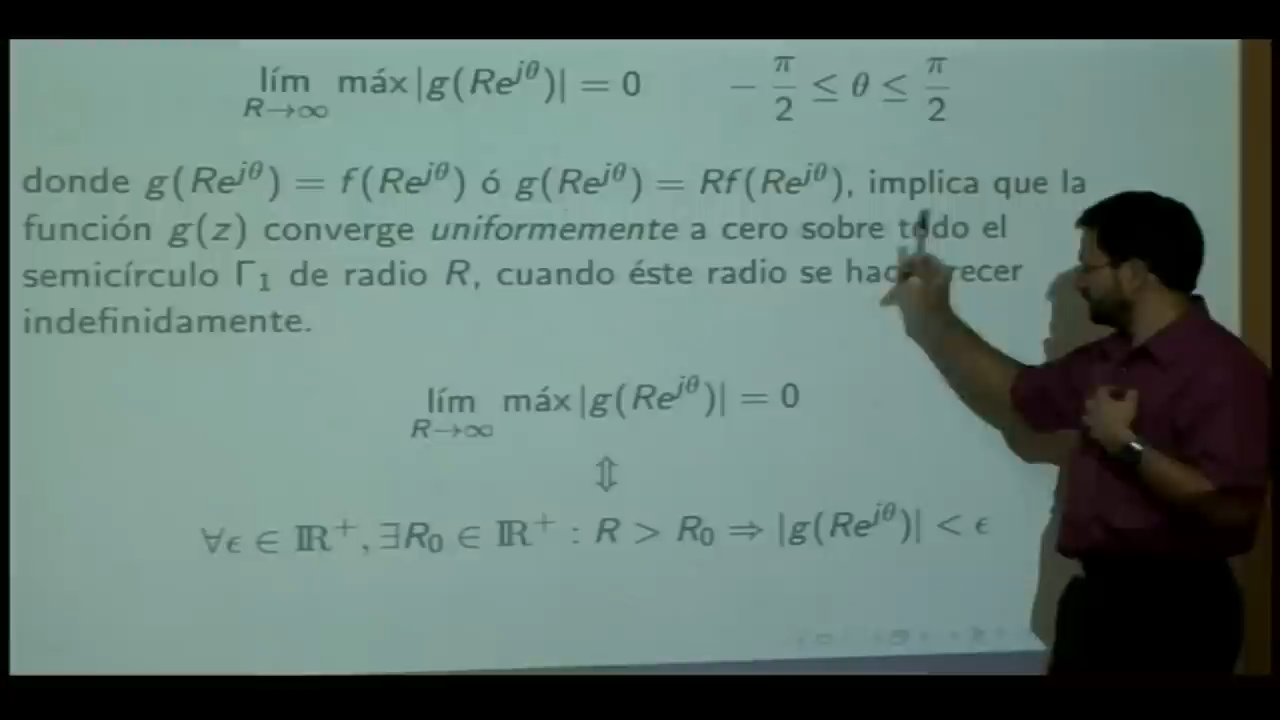 lím máx |g(Re^{jθ})| = 0    − π/2 ≤ θ ≤ π/2
R→∞
donde g(Re^{jθ}) = f(Re^{jθ}) ó g(Re^{jθ}) = Rf(Re^{jθ}), implica que la
función g(z) converge uniformemente a cero sobre todo el
semicírculo Γ₁ de radio R, cuando éste radio se
indefinidamente.
lím máx |g(Re^{jθ})| = 0
R→∞
⇕
∀ϵ ∈ ℝ⁺, ∃R₀ ∈ ℝ⁺ : R > R₀ ⇒ |g(Re^{jθ})| < ϵ